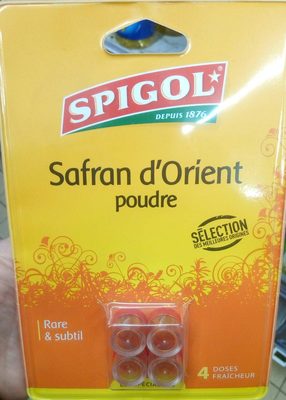 SPIGOL
DEPUIS 1876
Safran d'Orient
poudre
SÉLECTION
DES MEILLEURES ORIGINES
Rare
& subtil
4 DOSES
FRAÎCHEUR